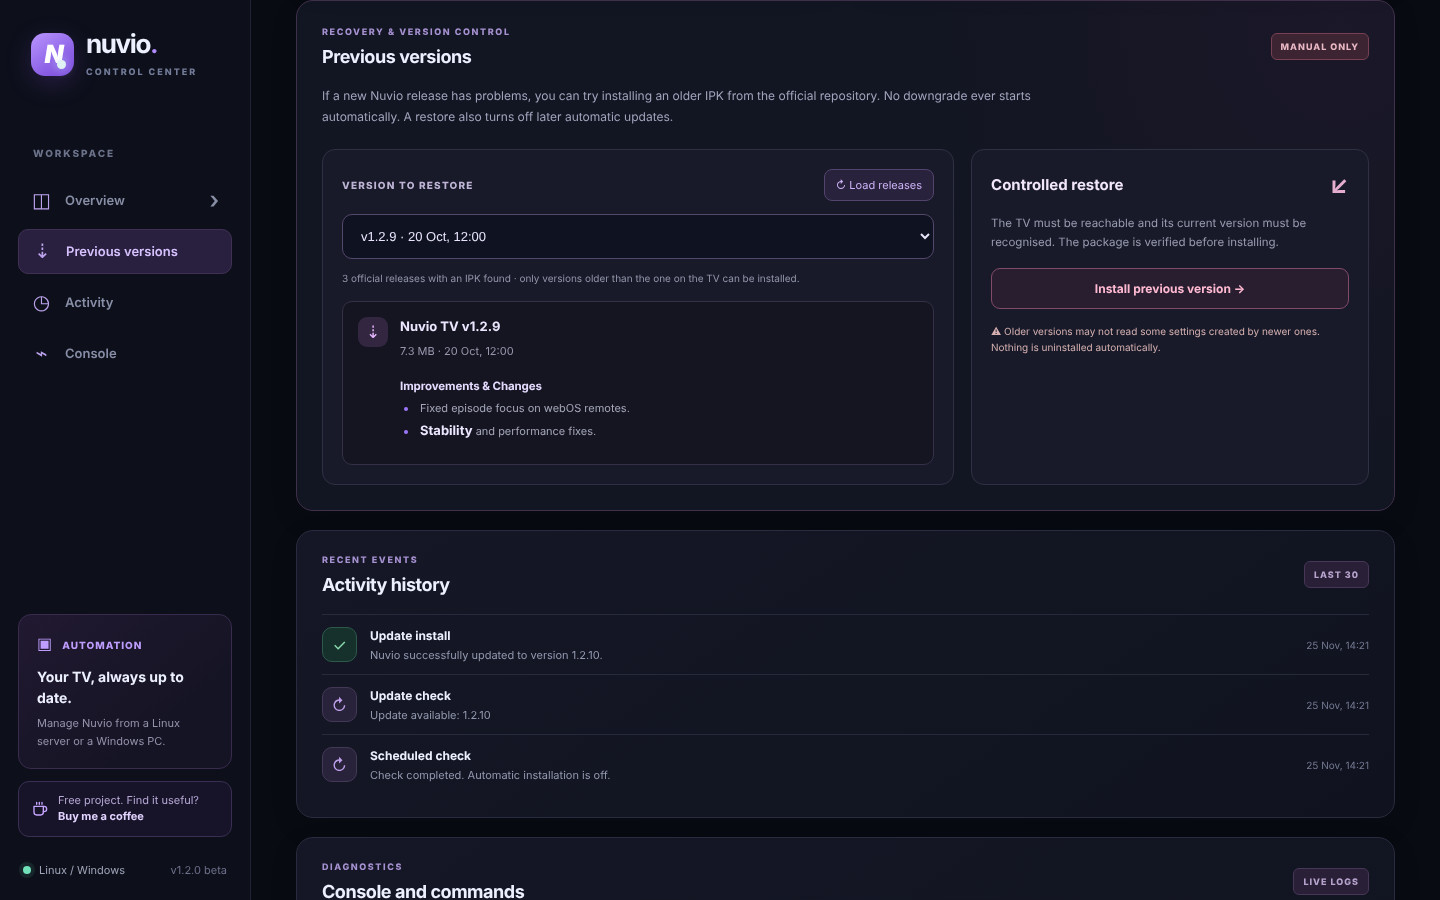 nuvio.
CONTROL CENTER
WORKSPACE
Overview
Previous versions
Activity
Console
AUTOMATION
Your TV, always up to
date.
Manage Nuvio from a Linux
server or a Windows PC.
Free project. Find it useful?
Buy me a coffee
Linux / Windows
v1.2.0 beta
RECOVERY & VERSION CONTROL
Previous versions
MANUAL ONLY
If a new Nuvio release has problems, you can try installing an older IPK from the official repository. No downgrade ever starts
automatically. A restore also turns off later automatic updates.
VERSION TO RESTORE
↻ Load releases
v1.2.9 · 20 Oct, 12:00
3 official releases with an IPK found · only versions older than the one on the TV can be installed.
Nuvio TV v1.2.9
7.3 MB · 20 Oct, 12:00
Improvements & Changes
• Fixed episode focus on webOS remotes.
• Stability and performance fixes.
Controlled restore
The TV must be reachable and its current version must be
recognised. The package is verified before installing.
Install previous version →
⚠ Older versions may not read some settings created by newer ones.
Nothing is uninstalled automatically.
RECENT EVENTS
Activity history
LAST 30
Update install
Nuvio successfully updated to version 1.2.10.
25 Nov, 14:21
Update check
Update available: 1.2.10
25 Nov, 14:21
Scheduled check
Check completed. Automatic installation is off.
25 Nov, 14:21
DIAGNOSTICS
Console and commands
LIVE LOGS